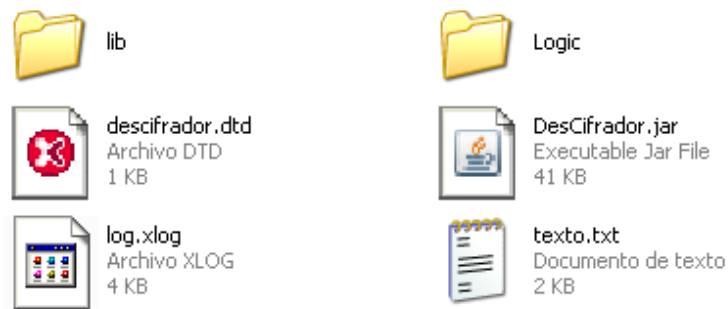 lib
Logic
descifrador.dtd
Archivo DTD
1 KB
DesCifrador.jar
Executable Jar File
41 KB
log.xlog
Archivo XLOG
4 KB
texto.txt
Documento de texto
2 KB